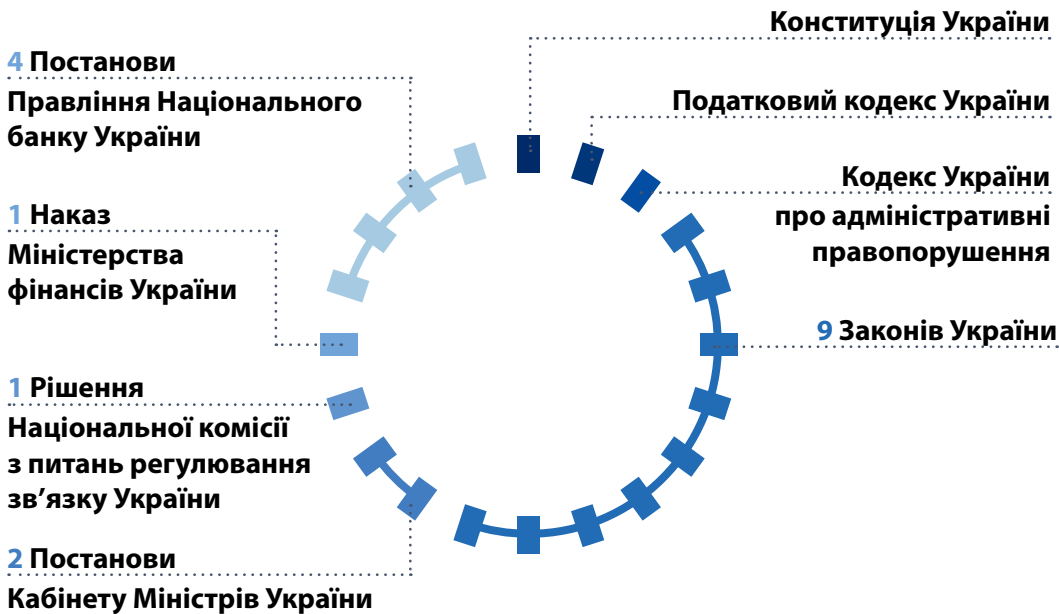 4 Постанови
Правління Національного
банку України
1 Наказ
Міністерства
фінансів України
1 Рішення
Національної комісії
з питань регулювання
зв’язку України
2 Постанови
Кабінету Міністрів України
Конституція України
Податковий кодекс України
Кодекс України
про адміністративні
правопорушення
9 Законів України